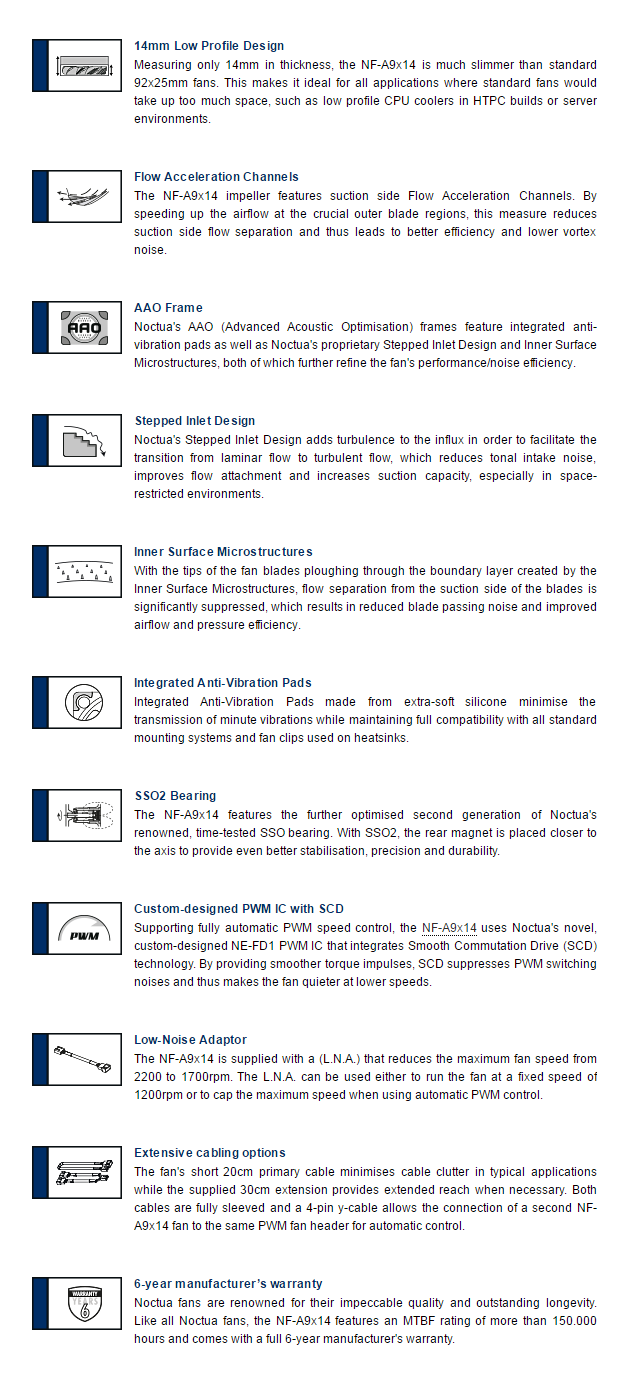 14mm Low Profile Design
Measuring only 14mm in thickness, the NF-A9x14 is much slimmer than standard
92x25mm fans. This makes it ideal for all applications where standard fans would
take up too much space, such as low profile CPU coolers in HTPC builds or server
environments.
Flow Acceleration Channels
The NF-A9x14 impeller features suction side Flow Acceleration Channels. By
speeding up the airflow at the crucial outer blade regions, this measure reduces
suction side flow separation and thus leads to better efficiency and lower vortex
noise.
AAO
AAO Frame
Noctua's AAO (Advanced Acoustic Optimisation) frames feature integrated anti-
vibration pads as well as Noctua's proprietary Stepped Inlet Design and Inner Surface
Microstructures, both of which further refine the fan's performance/noise efficiency.
Stepped Inlet Design
Noctua's Stepped Inlet Design adds turbulence to the influx in order to facilitate the
transition from laminar flow to turbulent flow, which reduces tonal intake noise,
improves flow attachment and increases suction capacity, especially in space-
restricted environments.
Inner Surface Microstructures
With the tips of the fan blades ploughing through the boundary layer created by the
Inner Surface Microstructures, flow separation from the suction side of the blades is
significantly suppressed, which results in reduced blade passing noise and improved
airflow and pressure efficiency.
Integrated Anti-Vibration Pads
Integrated Anti-Vibration Pads made from extra-soft silicone minimise the
transmission of minute vibrations while maintaining full compatibility with all standard
mounting systems and fan clips used on heatsinks.
SSO2 Bearing
The NF-A9x14 features the further optimised second generation of Noctua's
renowned, time-tested SSO bearing. With SSO2, the rear magnet is placed closer to
the axis to provide even better stabilisation, precision and durability.
PWM
Custom-designed PWM IC with SCD
Supporting fully automatic PWM speed control, the NF-A9x14 uses Noctua's novel,
custom-designed NE-FD1 PWM IC that integrates Smooth Commutation Drive (SCD)
technology. By providing smoother torque impulses, SCD suppresses PWM switching
noises and thus makes the fan quieter at lower speeds.
Low-Noise Adaptor
The NF-A9x14 is supplied with a (L.N.A.) that reduces the maximum fan speed from
2200 to 1700rpm. The L.N.A. can be used either to run the fan at a fixed speed of
1200rpm or to cap the maximum speed when using automatic PWM control.
Extensive cabling options
The fan's short 20cm primary cable minimises cable clutter in typical applications
while the supplied 30cm extension provides extended reach when necessary. Both
cables are fully sleeved and a 4-pin y-cable allows the connection of a second NF-
A9x14 fan to the same PWM fan header for automatic control.
WARRANTY
YEARS
6
6-year manufacturer’s warranty
Noctua fans are renowned for their impeccable quality and outstanding longevity.
Like all Noctua fans, the NF-A9x14 features an MTBF rating of more than 150.000
hours and comes with a full 6-year manufacturer's warranty.